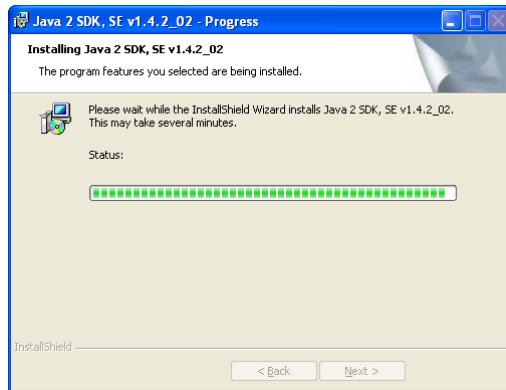 Java 2 SDK, SE v1.4.2_02 - Progress
Installing Java 2 SDK, SE v1.4.2_02
The program features you selected are being installed.
Please wait while the InstallShield Wizard installs Java 2 SDK, SE v1.4.2_02.
This may take several minutes.
Status:
InstallShield
< Back
Next >